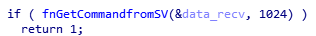 if ( fnGetCommandfromSV(&data_recv, 1024) )
  return 1;